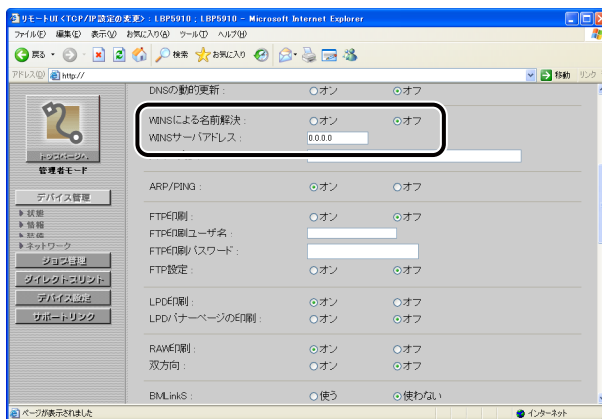 リモートUI <TCP/IP設定の変更> : LBP5910 ; LBP5910 - Microsoft Internet Explorer
ファイル(F) 編集(E) 表示(V) お気に入り(A) ツール(T) ヘルプ(H)
戻る 検索 お気に入り
アドレス(D) http:// 移動 リンク
DNSの動的更新 : オン オフ
WINSによる名前解決 : オン オフ
WINSサーバアドレス : 0.0.0.0
トップページへ
管理者モード
ARP/PING : オン オフ
デバイス管理
状態
情報
ネットワーク
FTP印刷 : オン オフ
FTP印刷ユーザ名 :
FTP印刷パスワード :
FTP設定 : オン オフ
ジョブ管理
ダイレクトプリント
デバイス設定
サポートリンク
LPD印刷 : オン オフ
LPDバナーページの印刷 : オン オフ
RAW印刷 : オン オフ
双方向 : オン オフ
BMLinkS : 使う 使わない
ページが表示されました インターネット